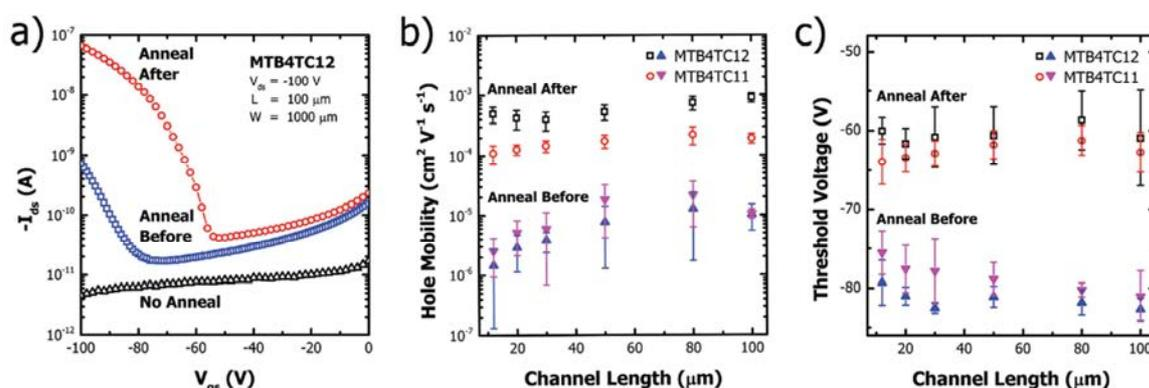 a)
10⁻⁷
10⁻⁸
10⁻⁹
10⁻¹⁰
10⁻¹¹
10¹²
-I_ds (A)
Anneal
After
MTB4TC12
V_ds = -100 V
L = 100 μm
W = 1000 μm
Anneal
Before
No Anneal
-100 -80 -60 -40 -20 0
V_gs (V)
b)
10⁻²
10⁻³
10⁻⁴
10⁻⁵
10⁻⁶
10⁻⁷
Hole Mobility (cm² V⁻¹ s⁻¹)
MTB4TC12
MTB4TC11
Anneal After
Anneal Before
20 40 60 80 100
Channel Length (μm)
c)
-50
-60
-70
-80
Threshold Voltage (V)
MTB4TC12
MTB4TC11
Anneal After
Anneal Before
20 40 60 80 100
Channel Length (μm)